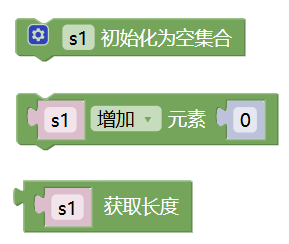 s1 初始化为空集合
s1 增加 元素 0
s1 获取长度